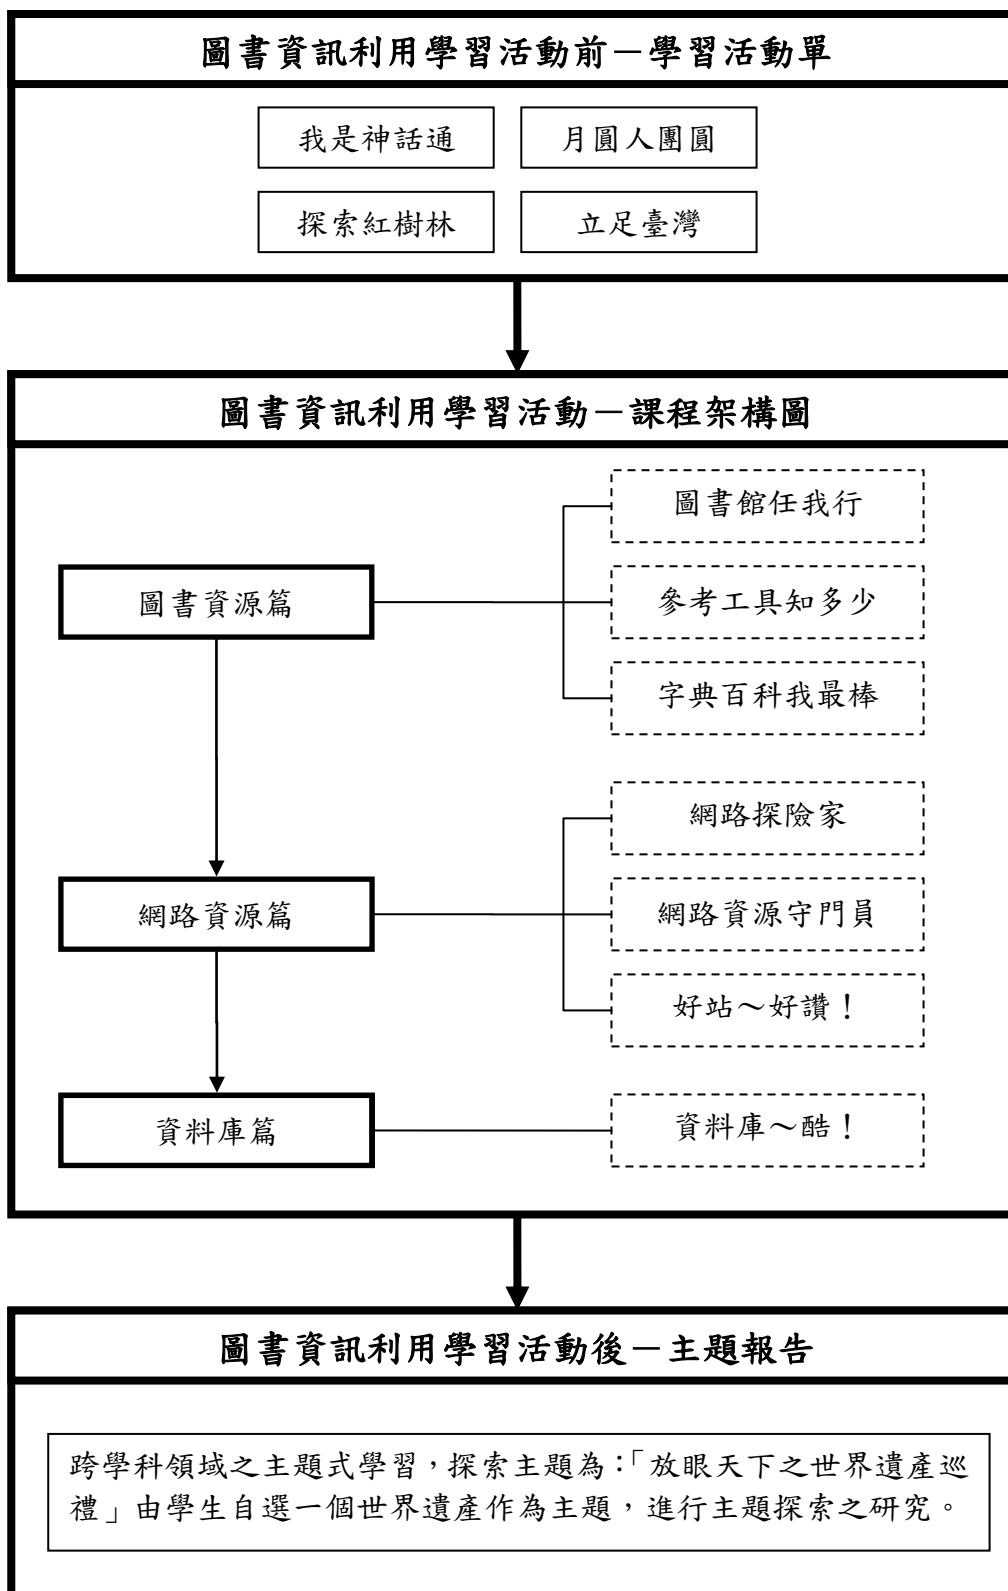 圖書資訊利用學習活動前－學習活動單
我是神話通
月圓人團圓
探索紅樹林
立足臺灣
圖書資訊利用學習活動－課程架構圖
圖書館任我行
圖書資源篇
參考工具知多少
字典百科我最棒
網路探險家
網路資源篇
網路資源守門員
好站～好讚！
資料庫篇
資料庫～酷！
圖書資訊利用學習活動後－主題報告
跨學科領域之主題式學習，探索主題為：「放眼天下之世界遺產巡
禮」由學生自選一個世界遺產作為主題，進行主題探索之研究。